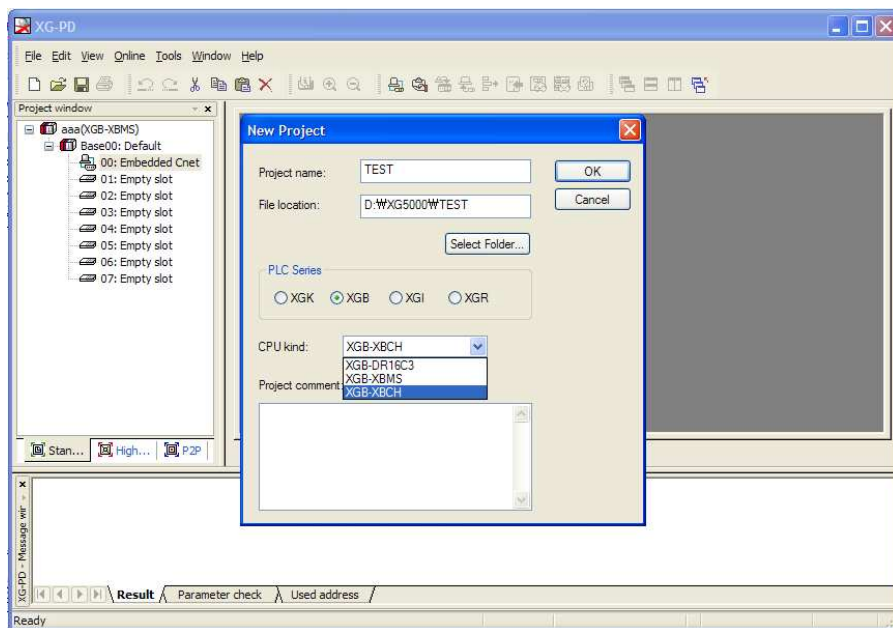 XG-PD
File Edit View Online Tools Window Help
Project window
aaa(XGB-XBMS)
Base00: Default
00: Embedded Cnet
01: Empty slot
02: Empty slot
03: Empty slot
04: Empty slot
05: Empty slot
06: Empty slot
07: Empty slot
Stan... High... P2P
New Project
Project name: TEST
OK
File location: D:₩XG5000₩TEST
Cancel
Select Folder...
PLC Series
XGK XGB XGI XGR
CPU kind: XGB-XBCH
XGB-DR16C3
XGB-XBMS
XGB-XBCH
Project comment:
XG-PD - Message wir
Result Parameter check Used address
Ready